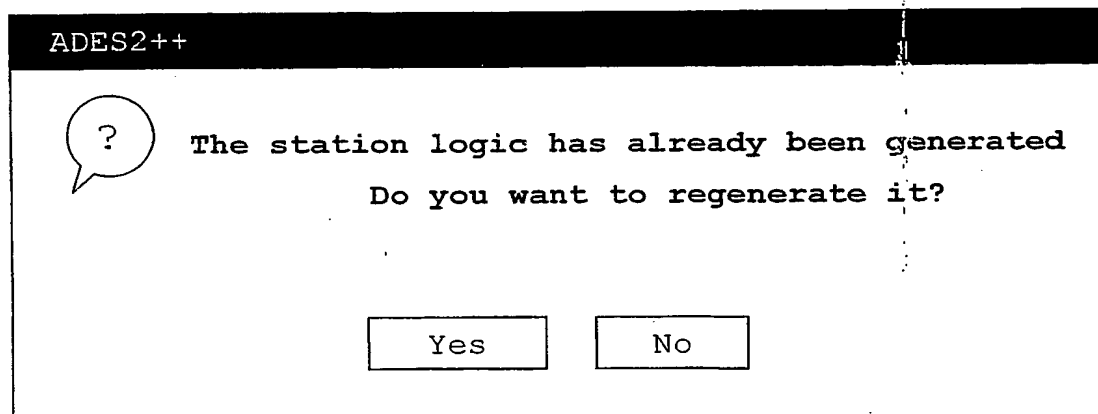 ADES2++
?
The station logic has already been generated
Do you want to regenerate it?
Yes No